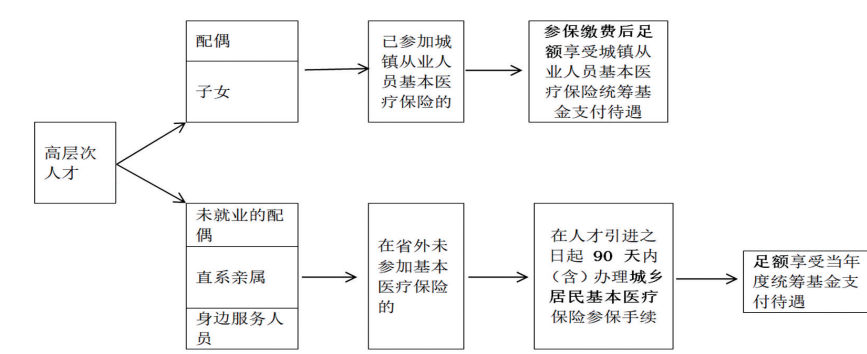 高层次
人才
配偶
子女
已参加城
镇从业人
员基本医
疗保险的
参保缴费后足
额享受城镇从
业人员基本医
疗保险统筹基
金支付待遇
未就业的配
偶
直系亲属
身边服务人
员
在省外未
参加基本
医疗保险
的
在人才引进之
日起 90 天内
（含）办理城乡
居民基本医疗
保险参保手续
足额享受当年
度统筹基金支
付待遇